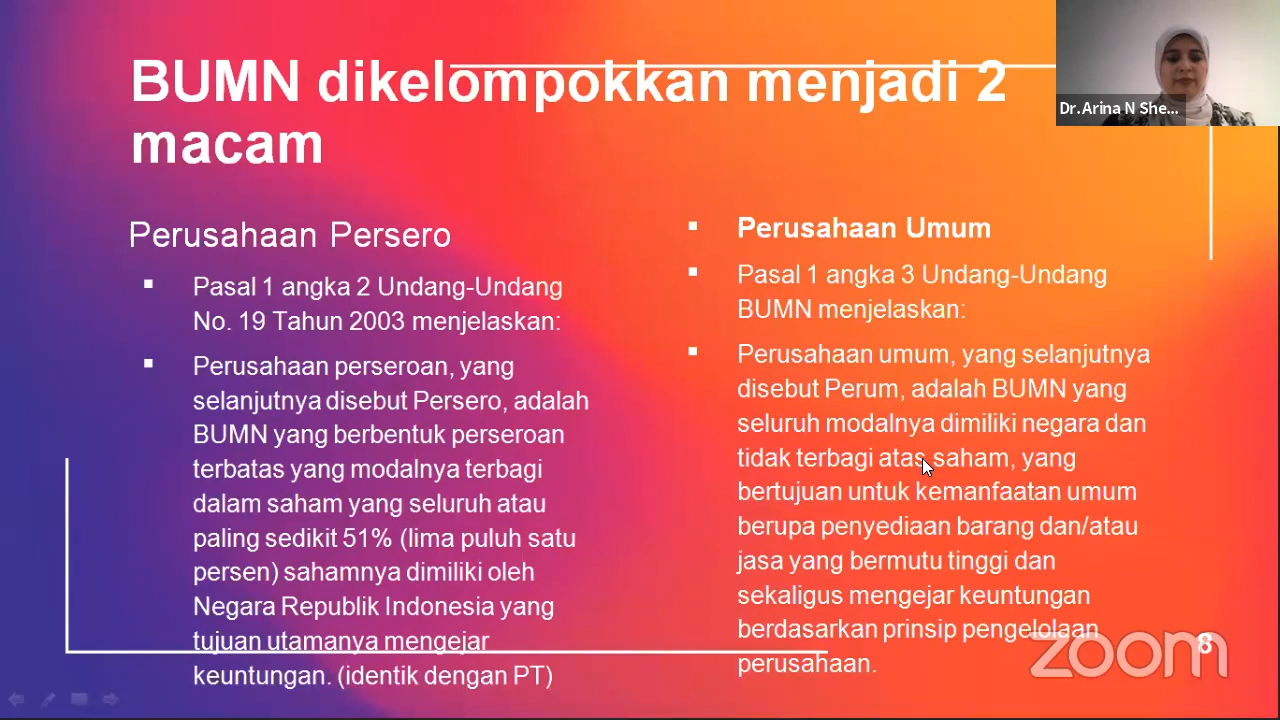 BUMN dikelompokkan menjadi 2
macam
Dr.Arina N She...
Perusahaan Persero
Pasal 1 angka 2 Undang-Undang
No. 19 Tahun 2003 menjelaskan:
Perusahaan perseroan, yang
selanjutnya disebut Persero, adalah
BUMN yang berbentuk perseroan
terbatas yang modalnya terbagi
dalam saham yang seluruh atau
paling sedikit 51% (lima puluh satu
persen) sahamnya dimiliki oleh
Negara Republik Indonesia yang
tujuan utamanya mengejar
keuntungan. (identik dengan PT)
Perusahaan Umum
Pasal 1 angka 3 Undang-Undang
BUMN menjelaskan:
Perusahaan umum, yang selanjutnya
disebut Perum, adalah BUMN yang
seluruh modalnya dimiliki negara dan
tidak terbagi atas saham, yang
bertujuan untuk kemanfaatan umum
berupa penyediaan barang dan/atau
jasa yang bermutu tinggi dan
sekaligus mengejar keuntungan
berdasarkan prinsip pengelolaan
perusahaan.
8
zoom